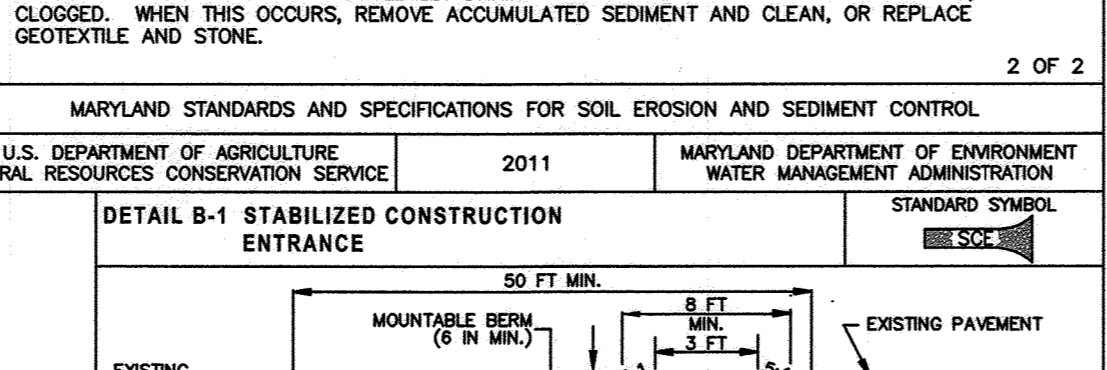 CLOGGED. WHEN THIS OCCURS, REMOVE ACCUMULATED SEDIMENT AND CLEAN, OR REPLACE
GEOTEXTILE AND STONE.
2 OF 2
MARYLAND STANDARDS AND SPECIFICATIONS FOR SOIL EROSION AND SEDIMENT CONTROL
U.S. DEPARTMENT OF AGRICULTURE
RAL RESOURCES CONSERVATION SERVICE
2011
MARYLAND DEPARTMENT OF ENVIRONMENT
WATER MANAGEMENT ADMINISTRATION
DETAIL B-1 STABILIZED CONSTRUCTION
ENTRANCE
STANDARD SYMBOL
SCE
50 FT MIN.
8 FT
MIN.
MOUNTABLE BERM
(6 IN MIN.)
3 FT
EXISTING PAVEMENT
EXISTING